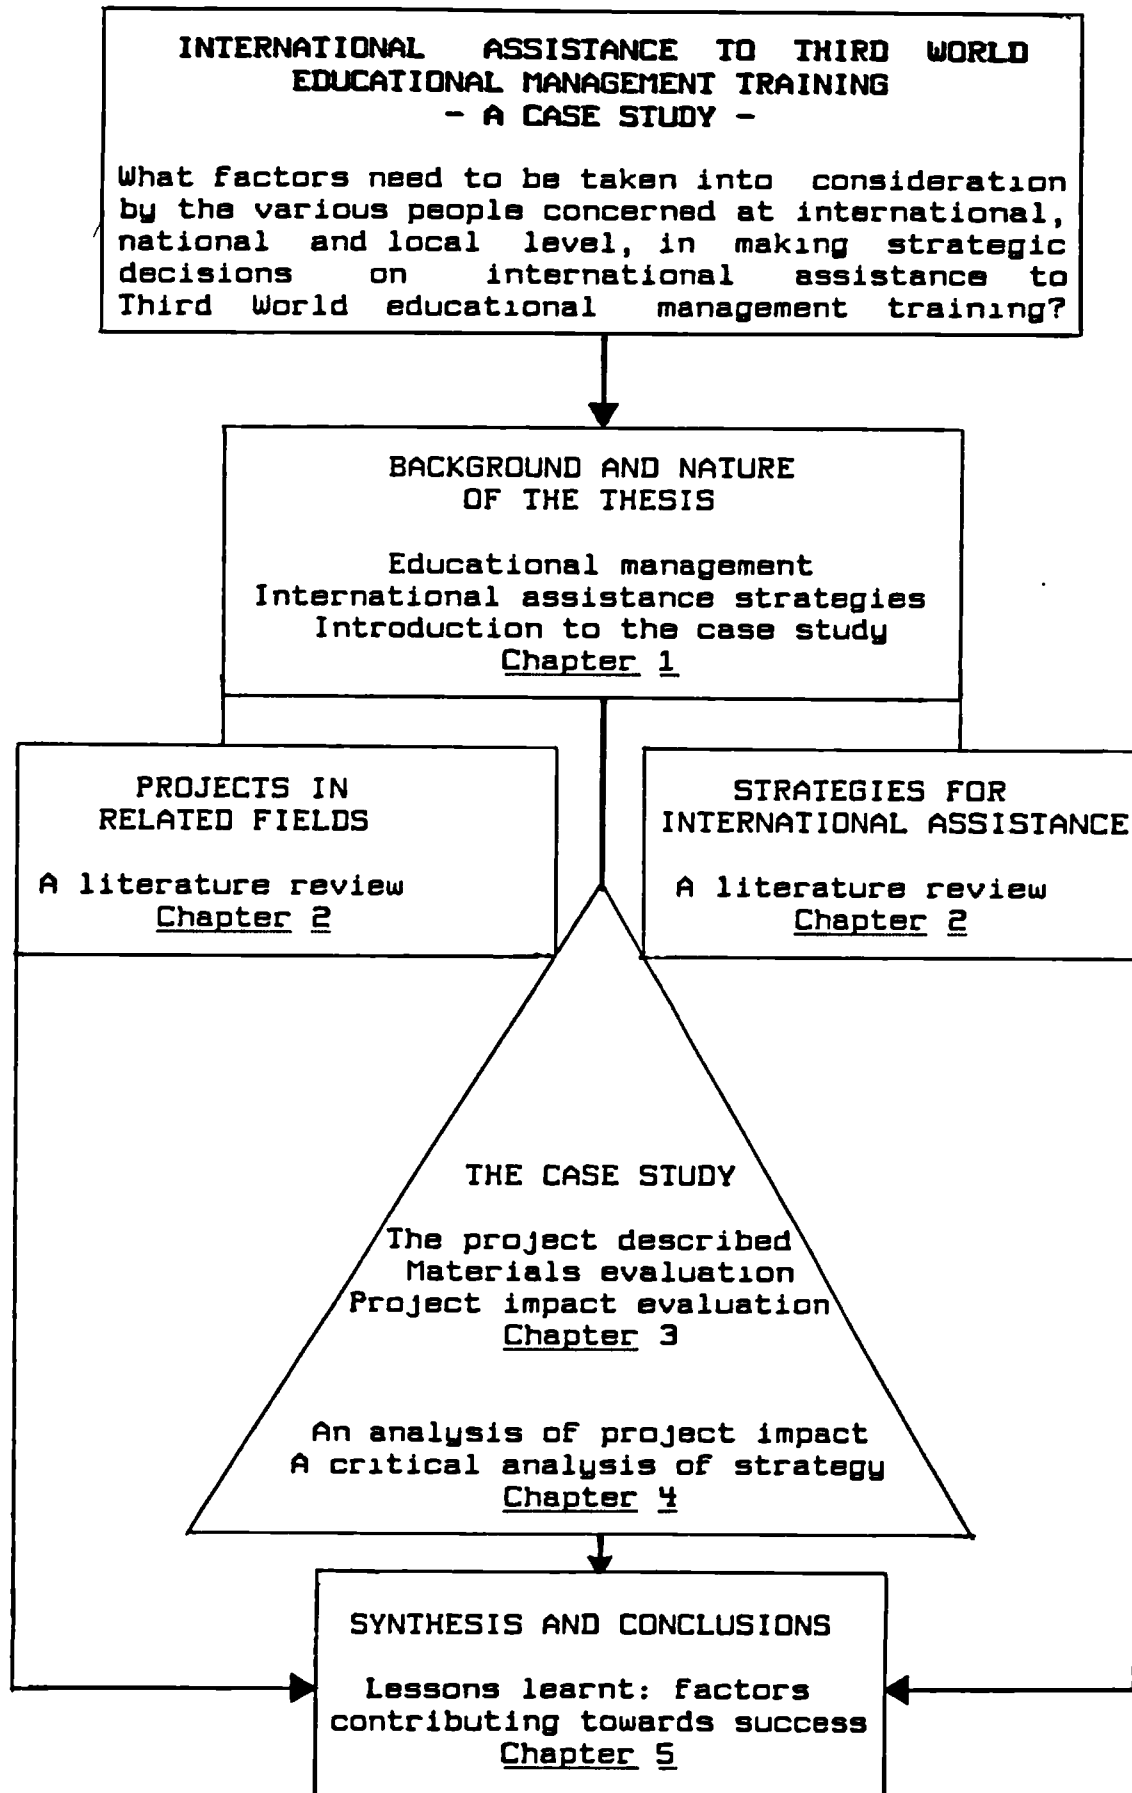 INTERNATIONAL ASSISTANCE TO THIRD WORLD
EDUCATIONAL MANAGEMENT TRAINING
- A CASE STUDY -
What factors need to be taken into consideration
by the various people concerned at international,
national and local level, in making strategic
decisions on international assistance to
Third World educational management training?
BACKGROUND AND NATURE
OF THE THESIS
Educational management
International assistance strategies
Introduction to the case study
Chapter 1
PROJECTS IN
RELATED FIELDS
A literature review
Chapter 2
STRATEGIES FOR
INTERNATIONAL ASSISTANCE
A literature review
Chapter 2
THE CASE STUDY
The project described
Materials evaluation
Project impact evaluation
Chapter 3
An analysis of project impact
A critical analysis of strategy
Chapter 4
SYNTHESIS AND CONCLUSIONS
Lessons learnt: factors
contributing towards success
Chapter 5